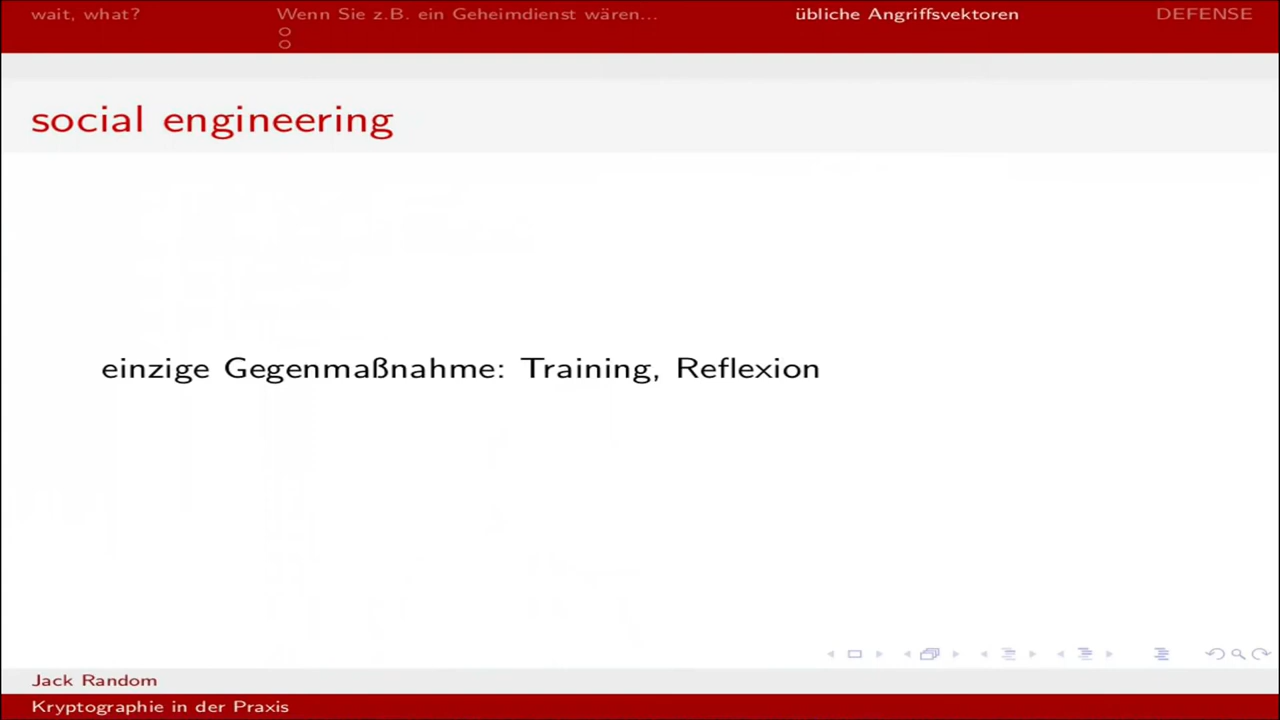 wait, what? Wenn Sie z.B. ein Geheimdienst wären... übliche Angriffsvektoren DEFENSE
social engineering
einzige Gegenmaßnahme: Training, Reflexion
Jack Random
Kryptographie in der Praxis